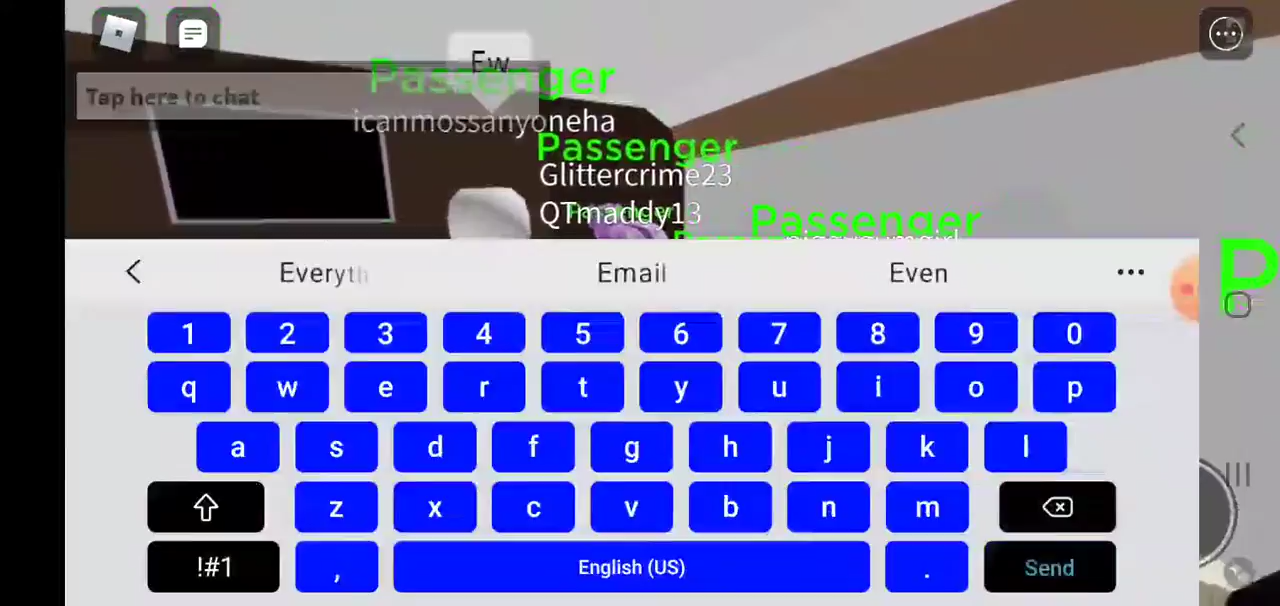 Ew
Passenger
Tap here to chat
icanmossanyoneha
Passenger
Glittercrime23
QTmaddy13
Passenger
Everyth
Email
Even
1 2 3 4 5 6 7 8 9 0
q w e r t y u i o p
a s d f g h j k l
z x c v b n m
!#1 , English (US) . Send
P